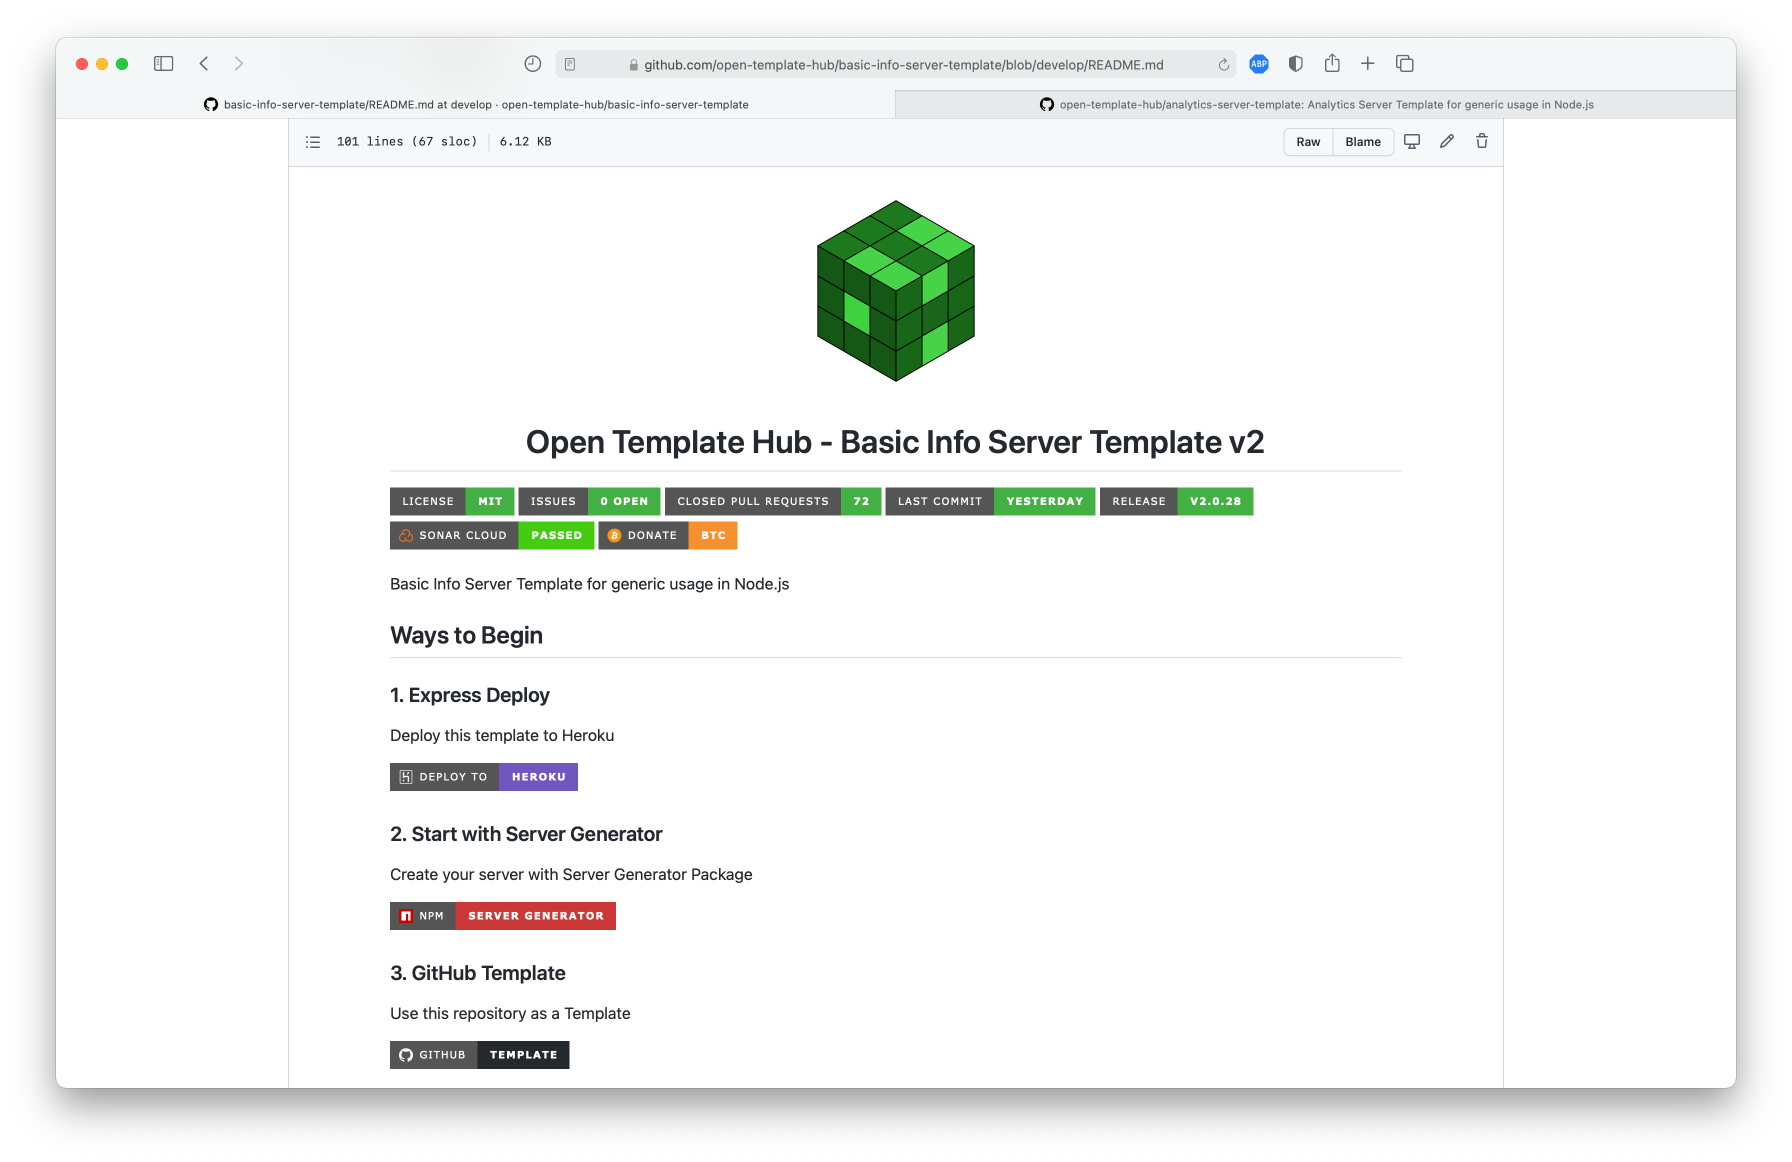 github.com/open-template-hub/basic-info-server-template/blob/develop/README.md
ABP
basic-info-server-template/README.md at develop · open-template-hub/basic-info-server-template
open-template-hub/analytics-server-template: Analytics Server Template for generic usage in Node.js
101 lines (67 sloc) 6.12 KB
Raw Blame
Open Template Hub - Basic Info Server Template v2
LICENSE MIT ISSUES 0 OPEN CLOSED PULL REQUESTS 72 LAST COMMIT YESTERDAY RELEASE V2.0.28
SONAR CLOUD PASSED DONATE BTC
Basic Info Server Template for generic usage in Node.js
Ways to Begin
1. Express Deploy
Deploy this template to Heroku
DEPLOY TO HEROKU
2. Start with Server Generator
Create your server with Server Generator Package
NPM SERVER GENERATOR
3. GitHub Template
Use this repository as a Template
GITHUB TEMPLATE